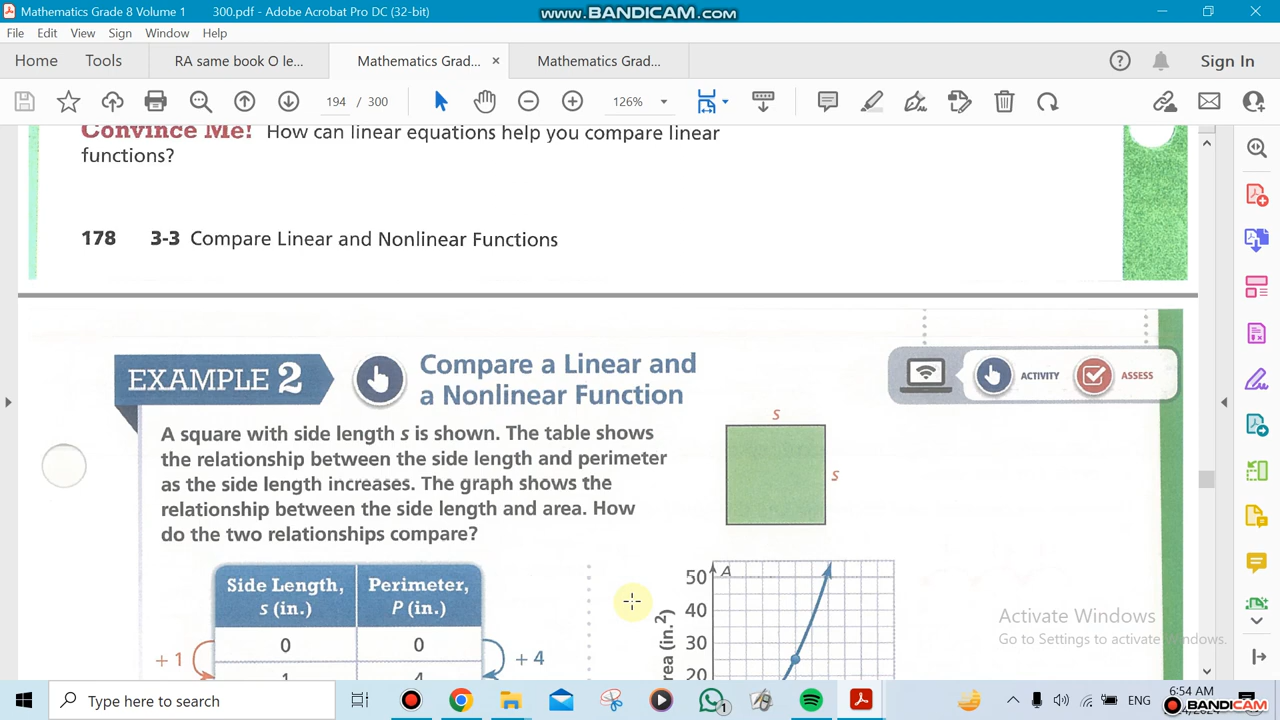 Mathematics Grade 8 Volume 1 300.pdf - Adobe Acrobat Pro DC (32-bit)
www.BANDICAM.com
File Edit View Sign Window Help
Home Tools RA same book O le... Mathematics Grad... × Mathematics Grad... Sign In
194 / 300 126%
Convince Me! How can linear equations help you compare linear
functions?
178 3-3 Compare Linear and Nonlinear Functions
EXAMPLE 2 Compare a Linear and
a Nonlinear Function
ACTIVITY ASSESS
A square with side length s is shown. The table shows
the relationship between the side length and perimeter
as the side length increases. The graph shows the
relationship between the side length and area. How
do the two relationships compare?
s
s
Side Length, s (in.)
Perimeter, P (in.)
0 0
+ 1 + 4
1 4
A
50
40
30
20
rea (in.²)
Activate Windows
Go to Settings to activate Windows.
Type here to search
1
ENG
6:54 AM
BANDICAM